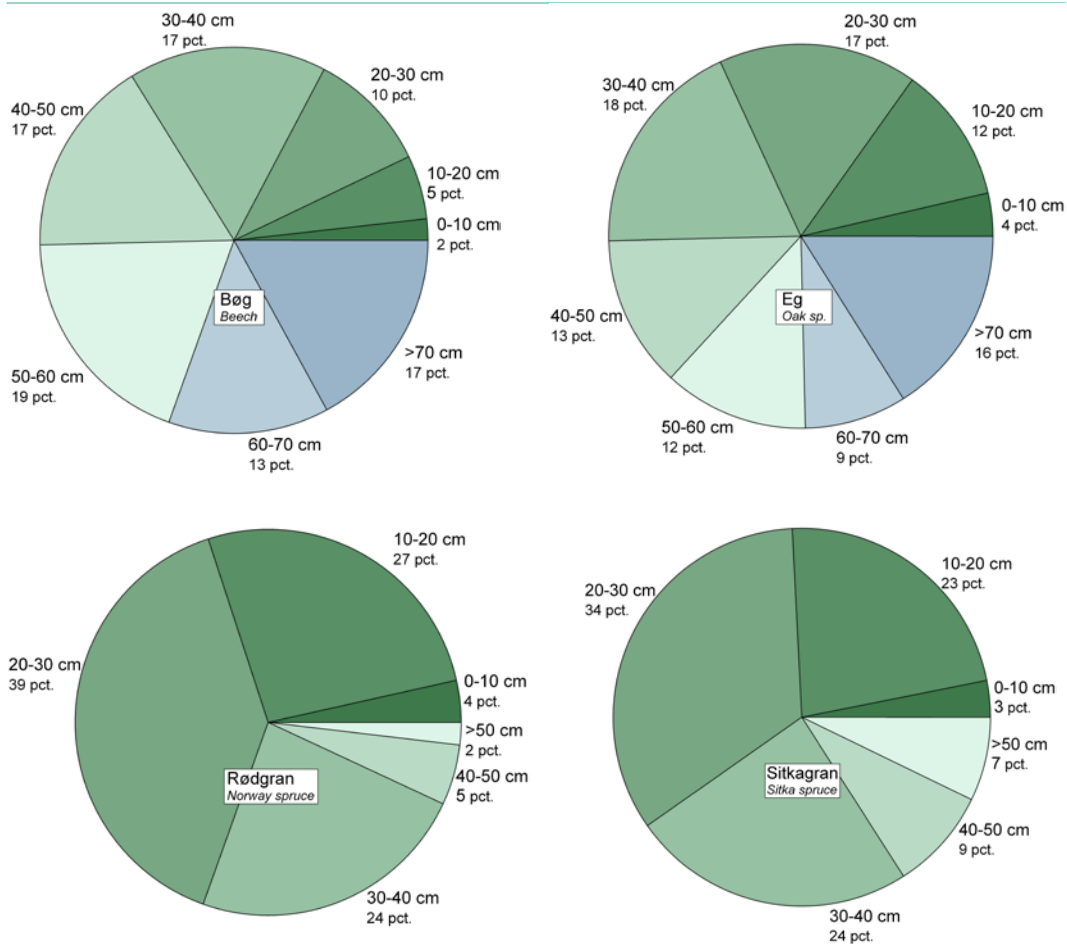 30-40 cm
17 pct.
20-30 cm
10 pct.
40-50 cm
17 pct.
10-20 cm
5 pct.
0-10 cm
2 pct.
Bøg
Beech
>70 cm
17 pct.
50-60 cm
19 pct.
60-70 cm
13 pct.
20-30 cm
17 pct.
30-40 cm
18 pct.
10-20 cm
12 pct.
0-10 cm
4 pct.
Eg
Oak sp.
40-50 cm
13 pct.
>70 cm
16 pct.
50-60 cm
12 pct.
60-70 cm
9 pct.
10-20 cm
27 pct.
20-30 cm
39 pct.
0-10 cm
4 pct.
>50 cm
2 pct.
Rødgran
Norway spruce
40-50 cm
5 pct.
30-40 cm
24 pct.
10-20 cm
23 pct.
20-30 cm
34 pct.
0-10 cm
3 pct.
>50 cm
7 pct.
Sitkagran
Sitka spruce
40-50 cm
9 pct.
30-40 cm
24 pct.